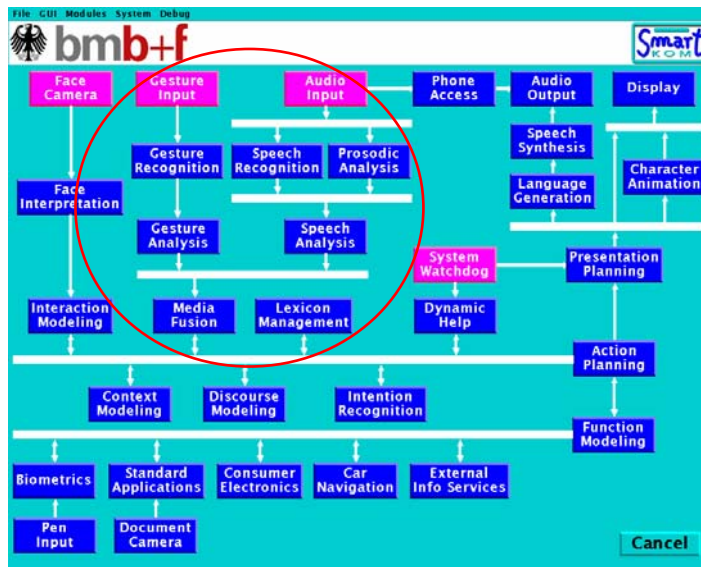 File GUI Modules System Debug
bmb+f
Smart
KOM
Face
Camera
Gesture
Input
Audio
Input
Phone
Access
Audio
Output
Display
Speech
Synthesis
Gesture
Recognition
Speech
Recognition
Prosodic
Analysis
Language
Generation
Character
Animation
Face
Interpretation
Gesture
Analysis
Speech
Analysis
System
Watchdog
Presentation
Planning
Interaction
Modeling
Media
Fusion
Lexicon
Management
Dynamic
Help
Action
Planning
Context
Modeling
Discourse
Modeling
Intention
Recognition
Function
Modeling
Biometrics
Standard
Applications
Consumer
Electronics
Car
Navigation
External
Info Services
Pen
Input
Document
Camera
Cancel